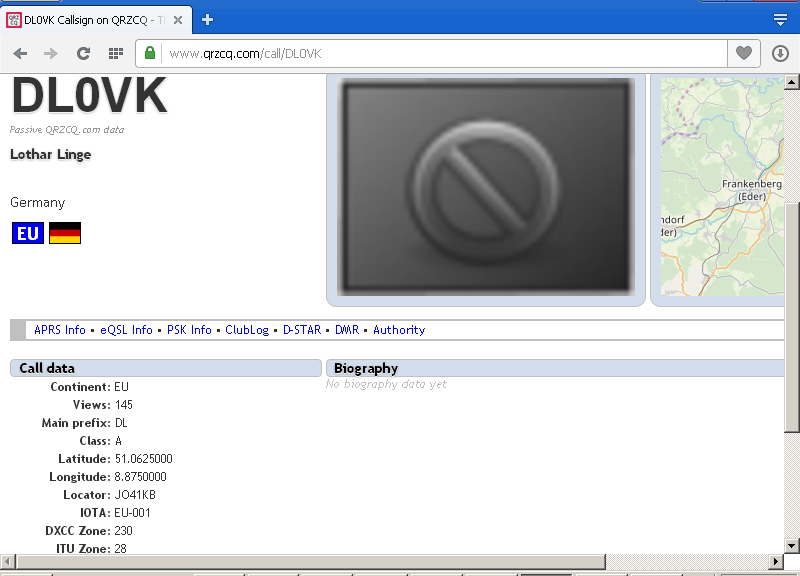 DL0VK Callsign on QRZCQ - Th
www.qrzcq.com/call/DL0VK
DL0VK
Passive QRZCQ.com data
Lothar Linge
Germany
EU
Frankenberg
(Eder)
ndorf
der)
APRS Info • eQSL Info • PSK Info • ClubLog • D-STAR • DMR • Authority
Call data
Biography
Continent: EU
No biography data yet
Views: 145
Main prefix: DL
Class: A
Latitude: 51.0625000
Longitude: 8.8750000
Locator: JO41KB
IOTA: EU-001
DXCC Zone: 230
ITU Zone: 28